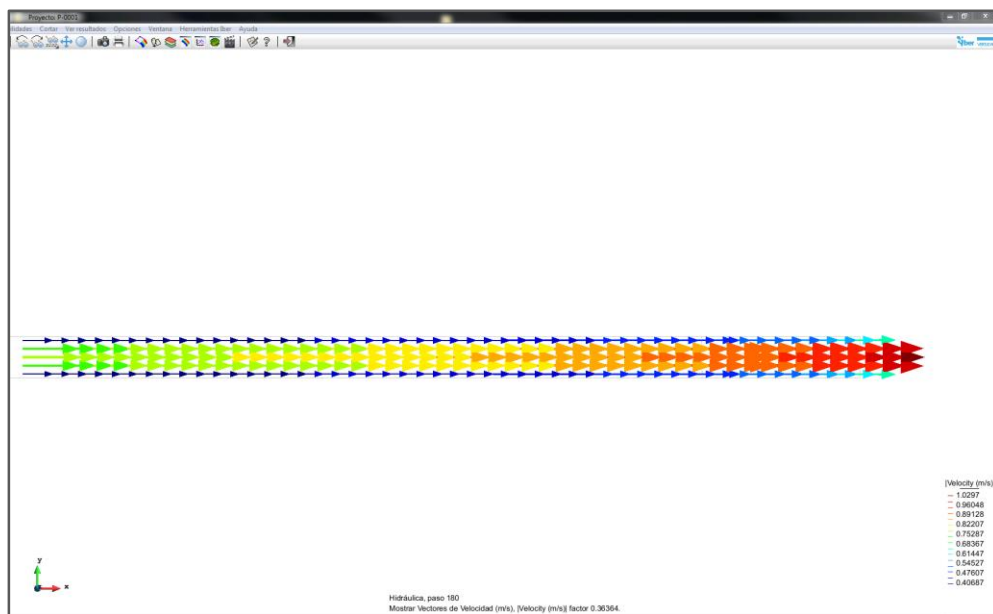 Proyecto: P-0001
idades Cortar Ver resultados Opciones Ventana Herramientas Iber Ayuda
iber
y
x
|Velocity (m/s)|
1.0297
0.96048
0.89128
0.82207
0.75287
0.68367
0.61447
0.54527
0.47607
0.40687
Hidráulica, paso 180
Mostrar Vectores de Velocidad (m/s), |Velocity (m/s)| factor 0.36364.